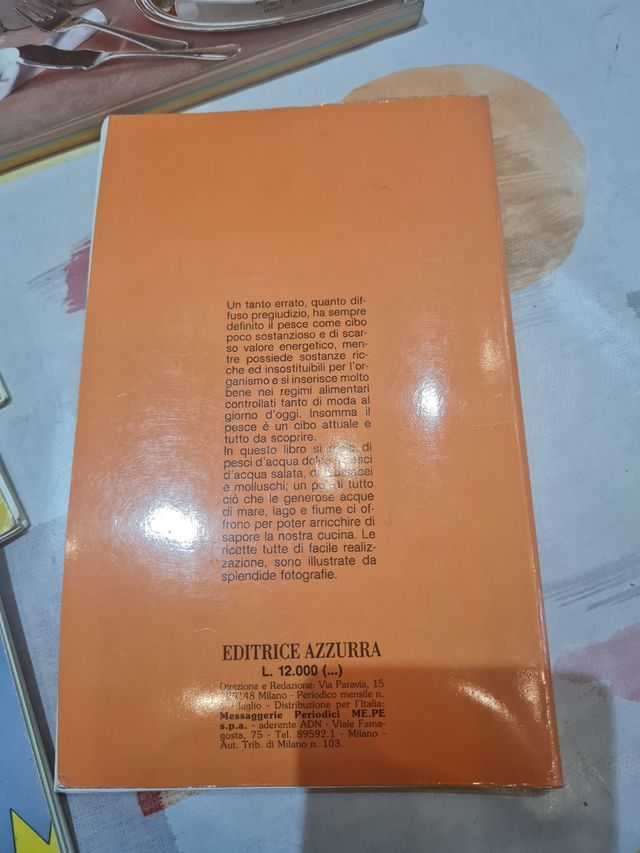 Un tanto errato, quanto dif-
fuso pregiudizio, ha sempre
definito il pesce come cibo
poco sostanzioso e di scar-
so valore energetico, men-
tre possiede sostanze ric-
che ed insostituibili per l'or-
ganismo e si inserisce molto
bene nei regimi alimentari
controllati tanto di moda al
giorno d'oggi. Insomma il
pesce è un cibo attuale e
tutto da scoprire.
In questo libro si di
pesci d'acqua
d'acqua salata,
e molluschi; un tutto
ciò che le generose acque
di mare, lago e fiume ci of-
frono per poter arricchire di
sapore la nostra cucina. Le
ricette tutte di facile realiz-
zazione, sono illustrate da
splendide fotografie.
EDITRICE AZZURRA
L. 12.000 (...)
Direzione e Redazione: Via Paravia, 15
Milano - Periodico mensile n.
luglio - Distribuzione per l'Italia:
Messaggerie Periodici ME.PE
s.p.a. - aderente ADN - Viale Fama-
gosta, 75 - Tel. 89592.1 - Milano -
Aut. Trib. di Milano n. 103.